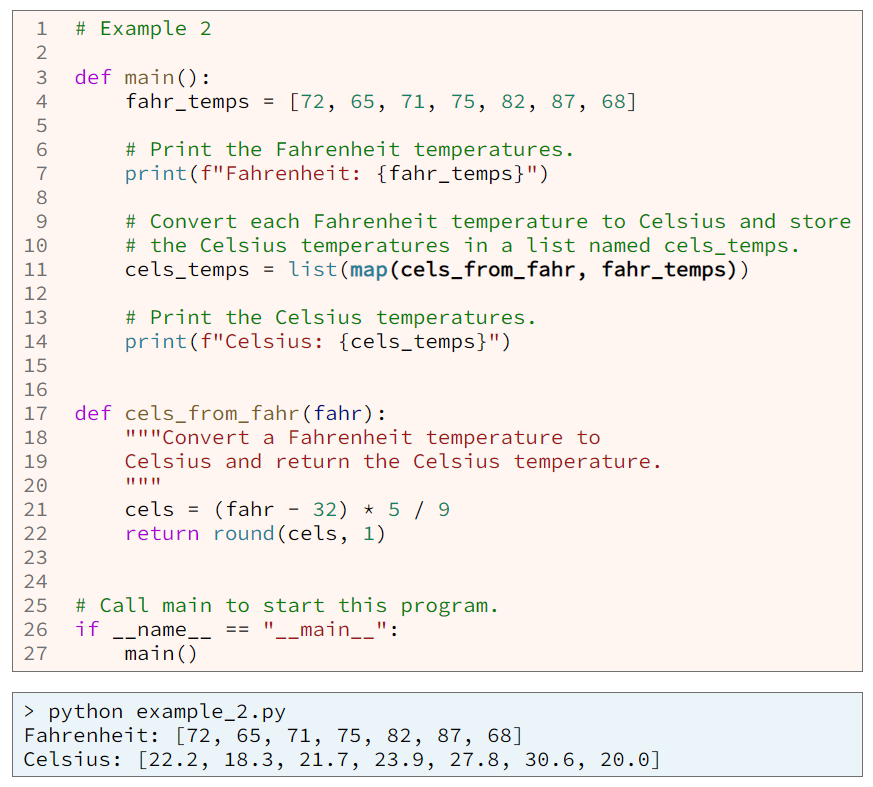 1 # Example 2
2
3 def main():
4     fahr_temps = [72, 65, 71, 75, 82, 87, 68]
5
6     # Print the Fahrenheit temperatures.
7     print(f"Fahrenheit: {fahr_temps}")
8
9     # Convert each Fahrenheit temperature to Celsius and store
10     # the Celsius temperatures in a list named cels_temps.
11     cels_temps = list(map(cels_from_fahr, fahr_temps))
12
13     # Print the Celsius temperatures.
14     print(f"Celsius: {cels_temps}")
15
16
17 def cels_from_fahr(fahr):
18     """Convert a Fahrenheit temperature to
19     Celsius and return the Celsius temperature.
20     """
21     cels = (fahr - 32) * 5 / 9
22     return round(cels, 1)
23
24
25 # Call main to start this program.
26 if __name__ == "__main__":
27     main()
> python example_2.py
Fahrenheit: [72, 65, 71, 75, 82, 87, 68]
Celsius: [22.2, 18.3, 21.7, 23.9, 27.8, 30.6, 20.0]